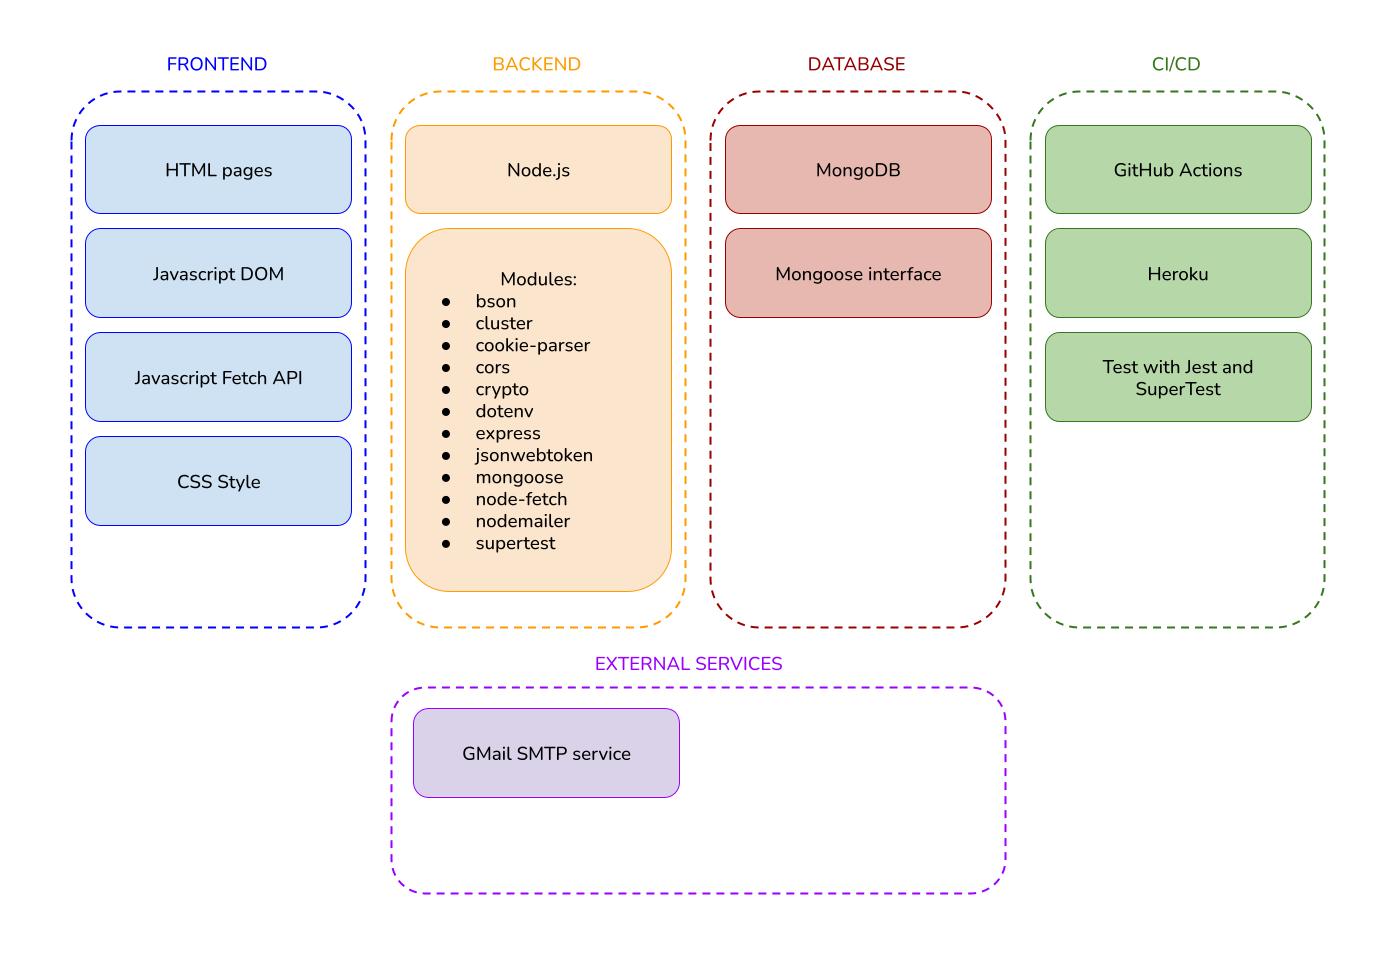 FRONTEND
HTML pages
Javascript DOM
Javascript Fetch API
CSS Style
BACKEND
Node.js
Modules:
● bson
● cluster
● cookie-parser
● cors
● crypto
● dotenv
● express
● jsonwebtoken
● mongoose
● node-fetch
● nodemailer
● supertest
DATABASE
MongoDB
Mongoose interface
CI/CD
GitHub Actions
Heroku
Test with Jest and
SuperTest
EXTERNAL SERVICES
GMail SMTP service